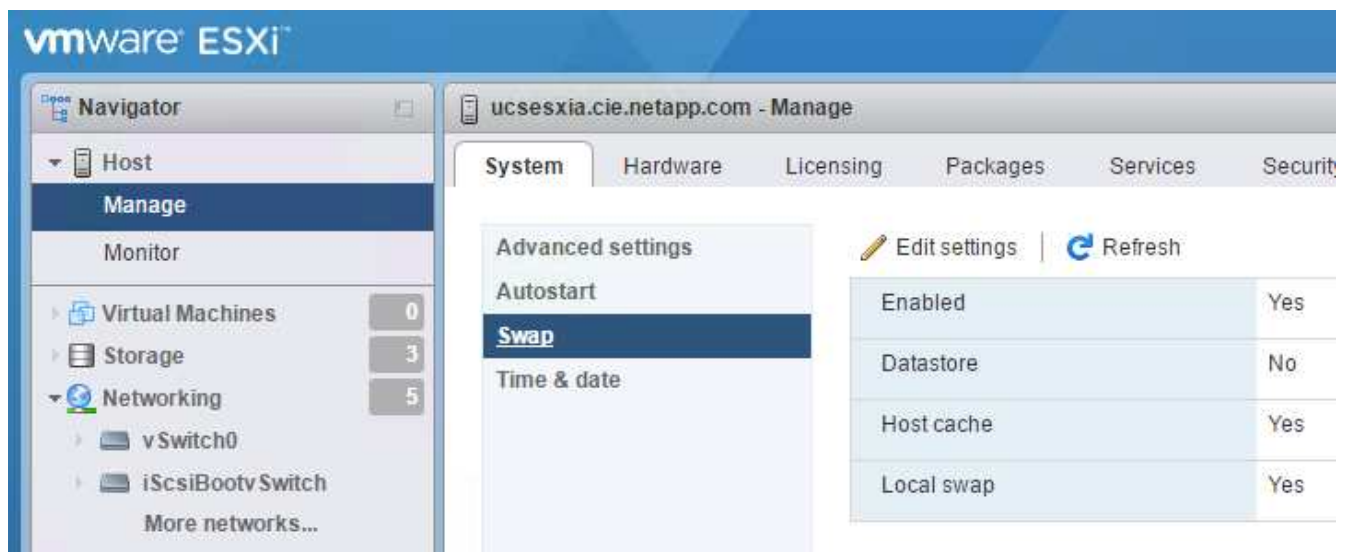 vmware ESXi™
Navigator
Host
Manage
Monitor
Virtual Machines 0
Storage 3
Networking 5
vSwitch0
iScsiBootvSwitch
More networks...
ucsesxia.cie.netapp.com - Manage
System Hardware Licensing Packages Services Security
Advanced settings
Autostart
Swap
Time & date
Edit settings | Refresh
Enabled Yes
Datastore No
Host cache Yes
Local swap Yes